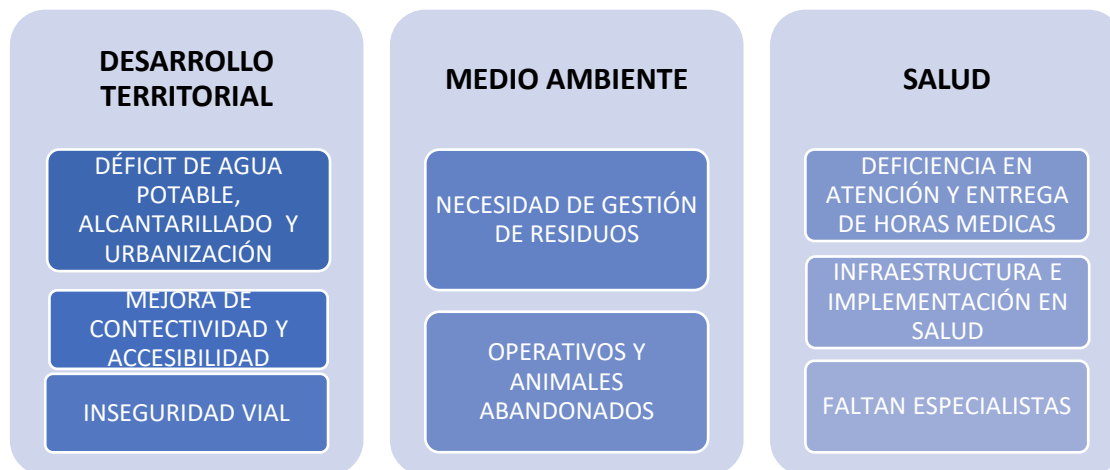 DESARROLLO
TERRITORIAL
DÉFICIT DE AGUA
POTABLE,
ALCANTARILLADO Y
URBANIZACIÓN
MEJORA DE
CONTECTIVIDAD Y
ACCESIBILIDAD
INSEGURIDAD VIAL
MEDIO AMBIENTE
NECESIDAD DE GESTIÓN
DE RESIDUOS
OPERATIVOS Y
ANIMALES
ABANDONADOS
SALUD
DEFICIENCIA EN
ATENCIÓN Y ENTREGA
DE HORAS MEDICAS
INFRAESTRUCTURA E
IMPLEMENTACIÓN EN
SALUD
FALTAN ESPECIALISTAS